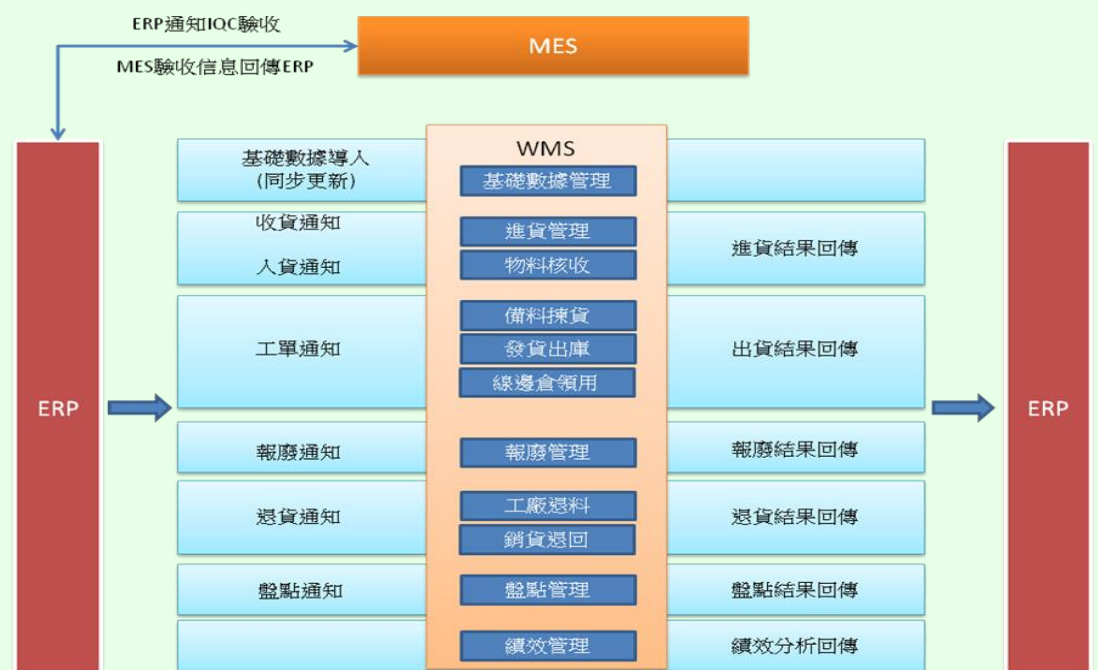 ERP通知IQC驗收
MES
MES驗收信息回傳ERP
WMS
基礎數據導入
(同步更新)
基礎數據管理
收貨通知
進貨管理
入貨通知
物料核收
進貨結果回傳
工單通知
備料揀貨
發貨出庫
線邊倉領用
出貨結果回傳
ERP
ERP
報廢通知
報廢管理
報廢結果回傳
退貨通知
工廠退料
銷貨退回
退貨結果回傳
盤點通知
盤點管理
盤點結果回傳
績效管理
績效分析回傳